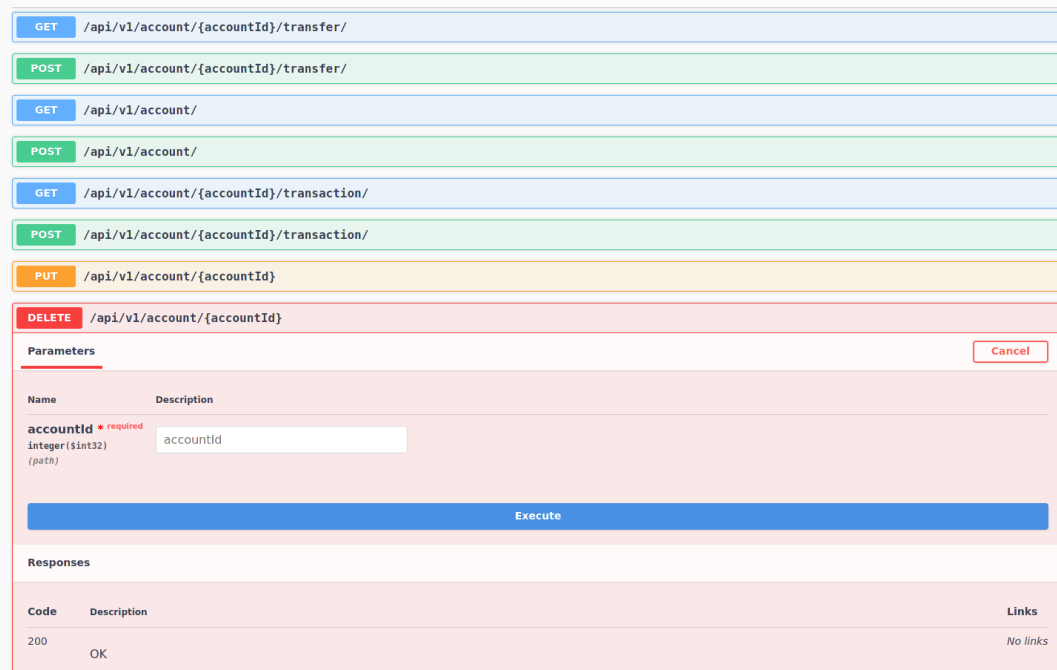 GET /api/v1/account/{accountId}/transfer/
POST /api/v1/account/{accountId}/transfer/
GET /api/v1/account/
POST /api/v1/account/
GET /api/v1/account/{accountId}/transaction/
POST /api/v1/account/{accountId}/transaction/
PUT /api/v1/account/{accountId}
DELETE /api/v1/account/{accountId}
Parameters Cancel
Name Description
accountId * required accountId
integer($int32)
(path)
Execute
Responses
Code Description Links
200 No links
OK